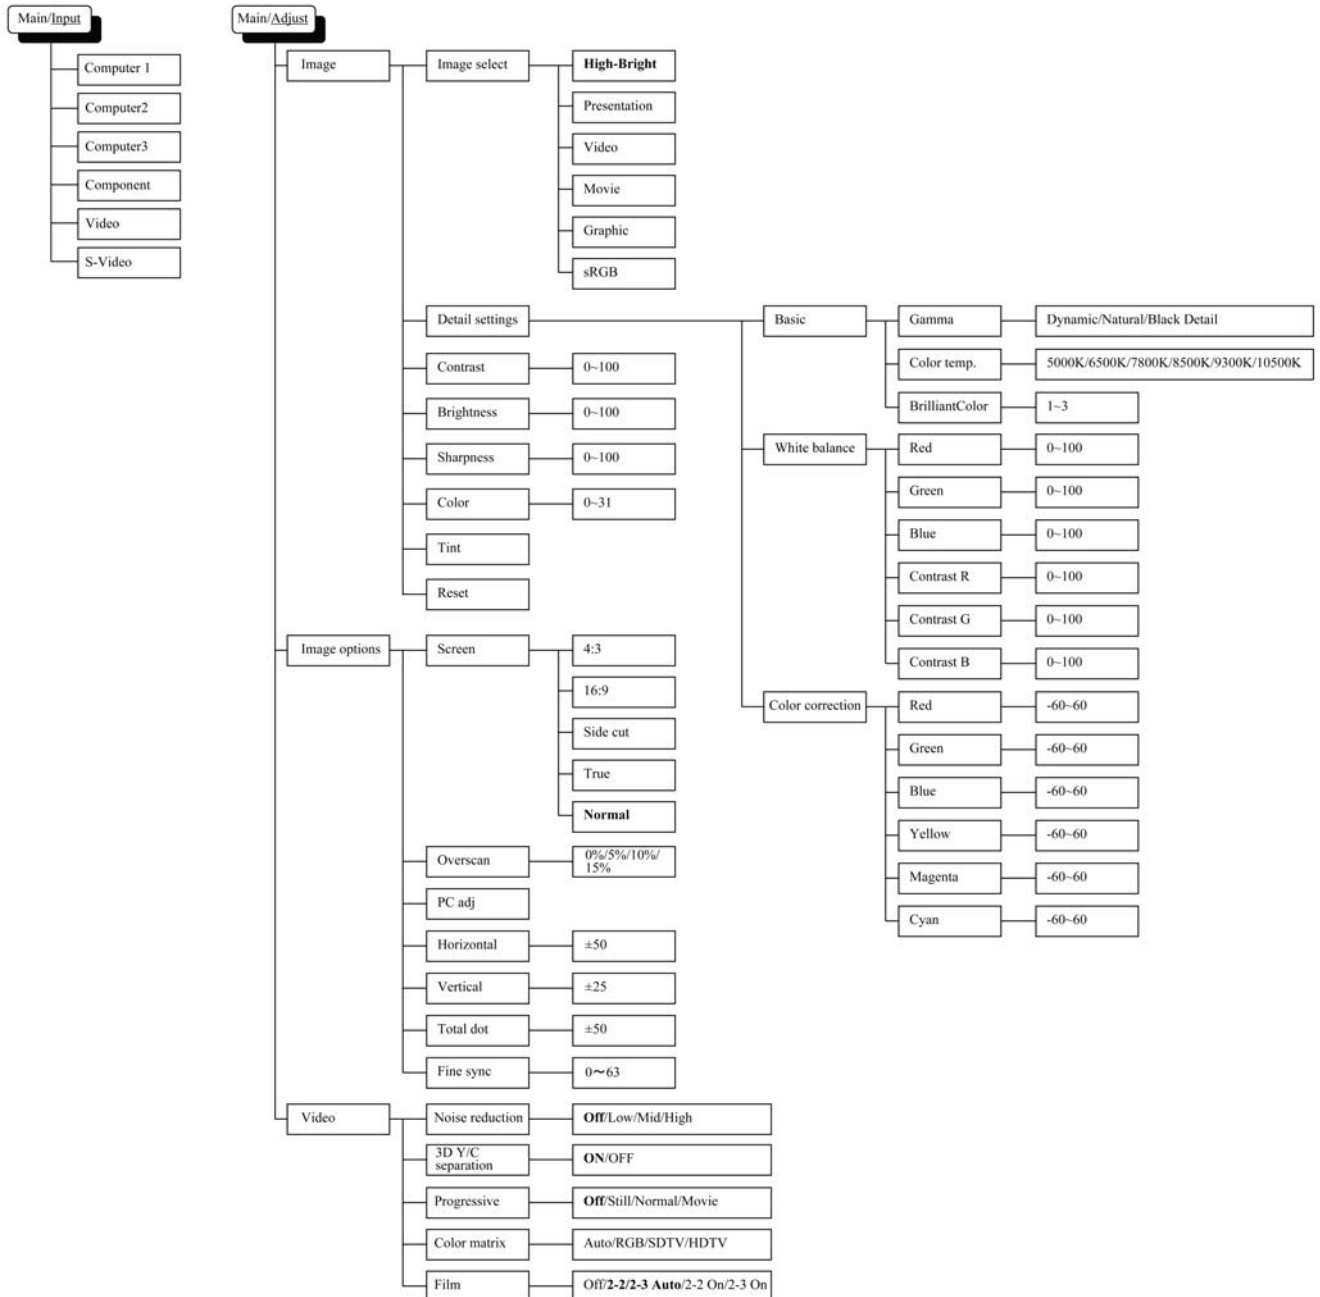 Main/Input
Computer 1
Computer2
Computer3
Component
Video
S-Video
Main/Adjust
Image
Image select
High-Bright
Presentation
Video
Movie
Graphic
sRGB
Detail settings
Basic
Gamma
Dynamic/Natural/Black Detail
Color temp.
5000K/6500K/7800K/8500K/9300K/10500K
BrilliantColor
1~3
White balance
Red
0~100
Green
0~100
Blue
0~100
Contrast R
0~100
Contrast G
0~100
Contrast B
0~100
Color correction
Red
-60~60
Green
-60~60
Blue
-60~60
Yellow
-60~60
Magenta
-60~60
Cyan
-60~60
Contrast
0~100
Brightness
0~100
Sharpness
0~100
Color
0~31
Tint
Reset
Image options
Screen
4:3
16:9
Side cut
True
Normal
Overscan
0%/5%/10%/
15%
PC adj
Horizontal
±50
Vertical
±25
Total dot
±50
Fine sync
0～63
Video
Noise reduction
Off/Low/Mid/High
3D Y/C
separation
ON/OFF
Progressive
Off/Still/Normal/Movie
Color matrix
Auto/RGB/SDTV/HDTV
Film
Off/2-2/2-3 Auto/2-2 On/2-3 On